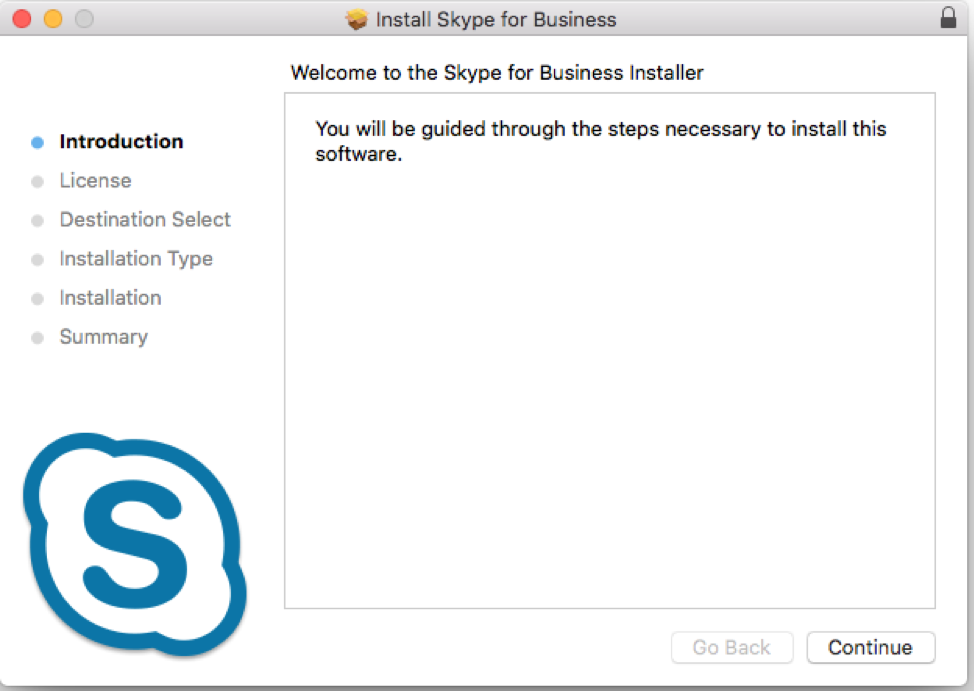 Install Skype for Business
Welcome to the Skype for Business Installer
Introduction
License
Destination Select
Installation Type
Installation
Summary
You will be guided through the steps necessary to install this
software.
S
Go Back
Continue